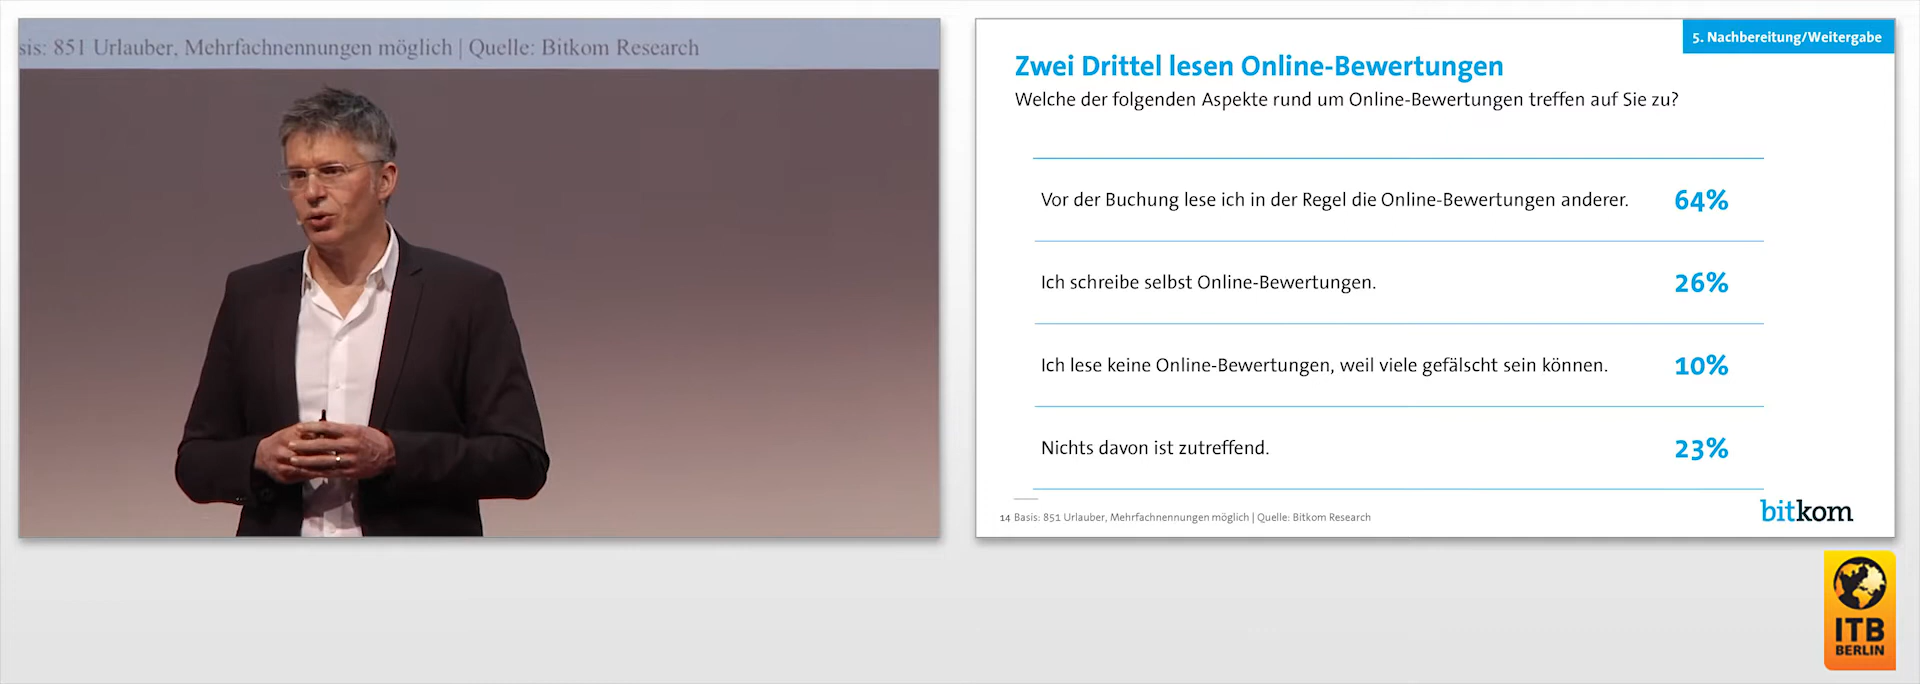 sis: 851 Urlauber, Mehrfachnennungen möglich | Quelle: Bitkom Research
5. Nachbereitung/Weitergabe
Zwei Drittel lesen Online-Bewertungen
Welche der folgenden Aspekte rund um Online-Bewertungen treffen auf Sie zu?
Vor der Buchung lese ich in der Regel die Online-Bewertungen anderer. 64%
Ich schreibe selbst Online-Bewertungen. 26%
Ich lese keine Online-Bewertungen, weil viele gefälscht sein können. 10%
Nichts davon ist zutreffend. 23%
14 Basis: 851 Urlauber, Mehrfachnennungen möglich | Quelle: Bitkom Research
bitkom
ITB
BERLIN